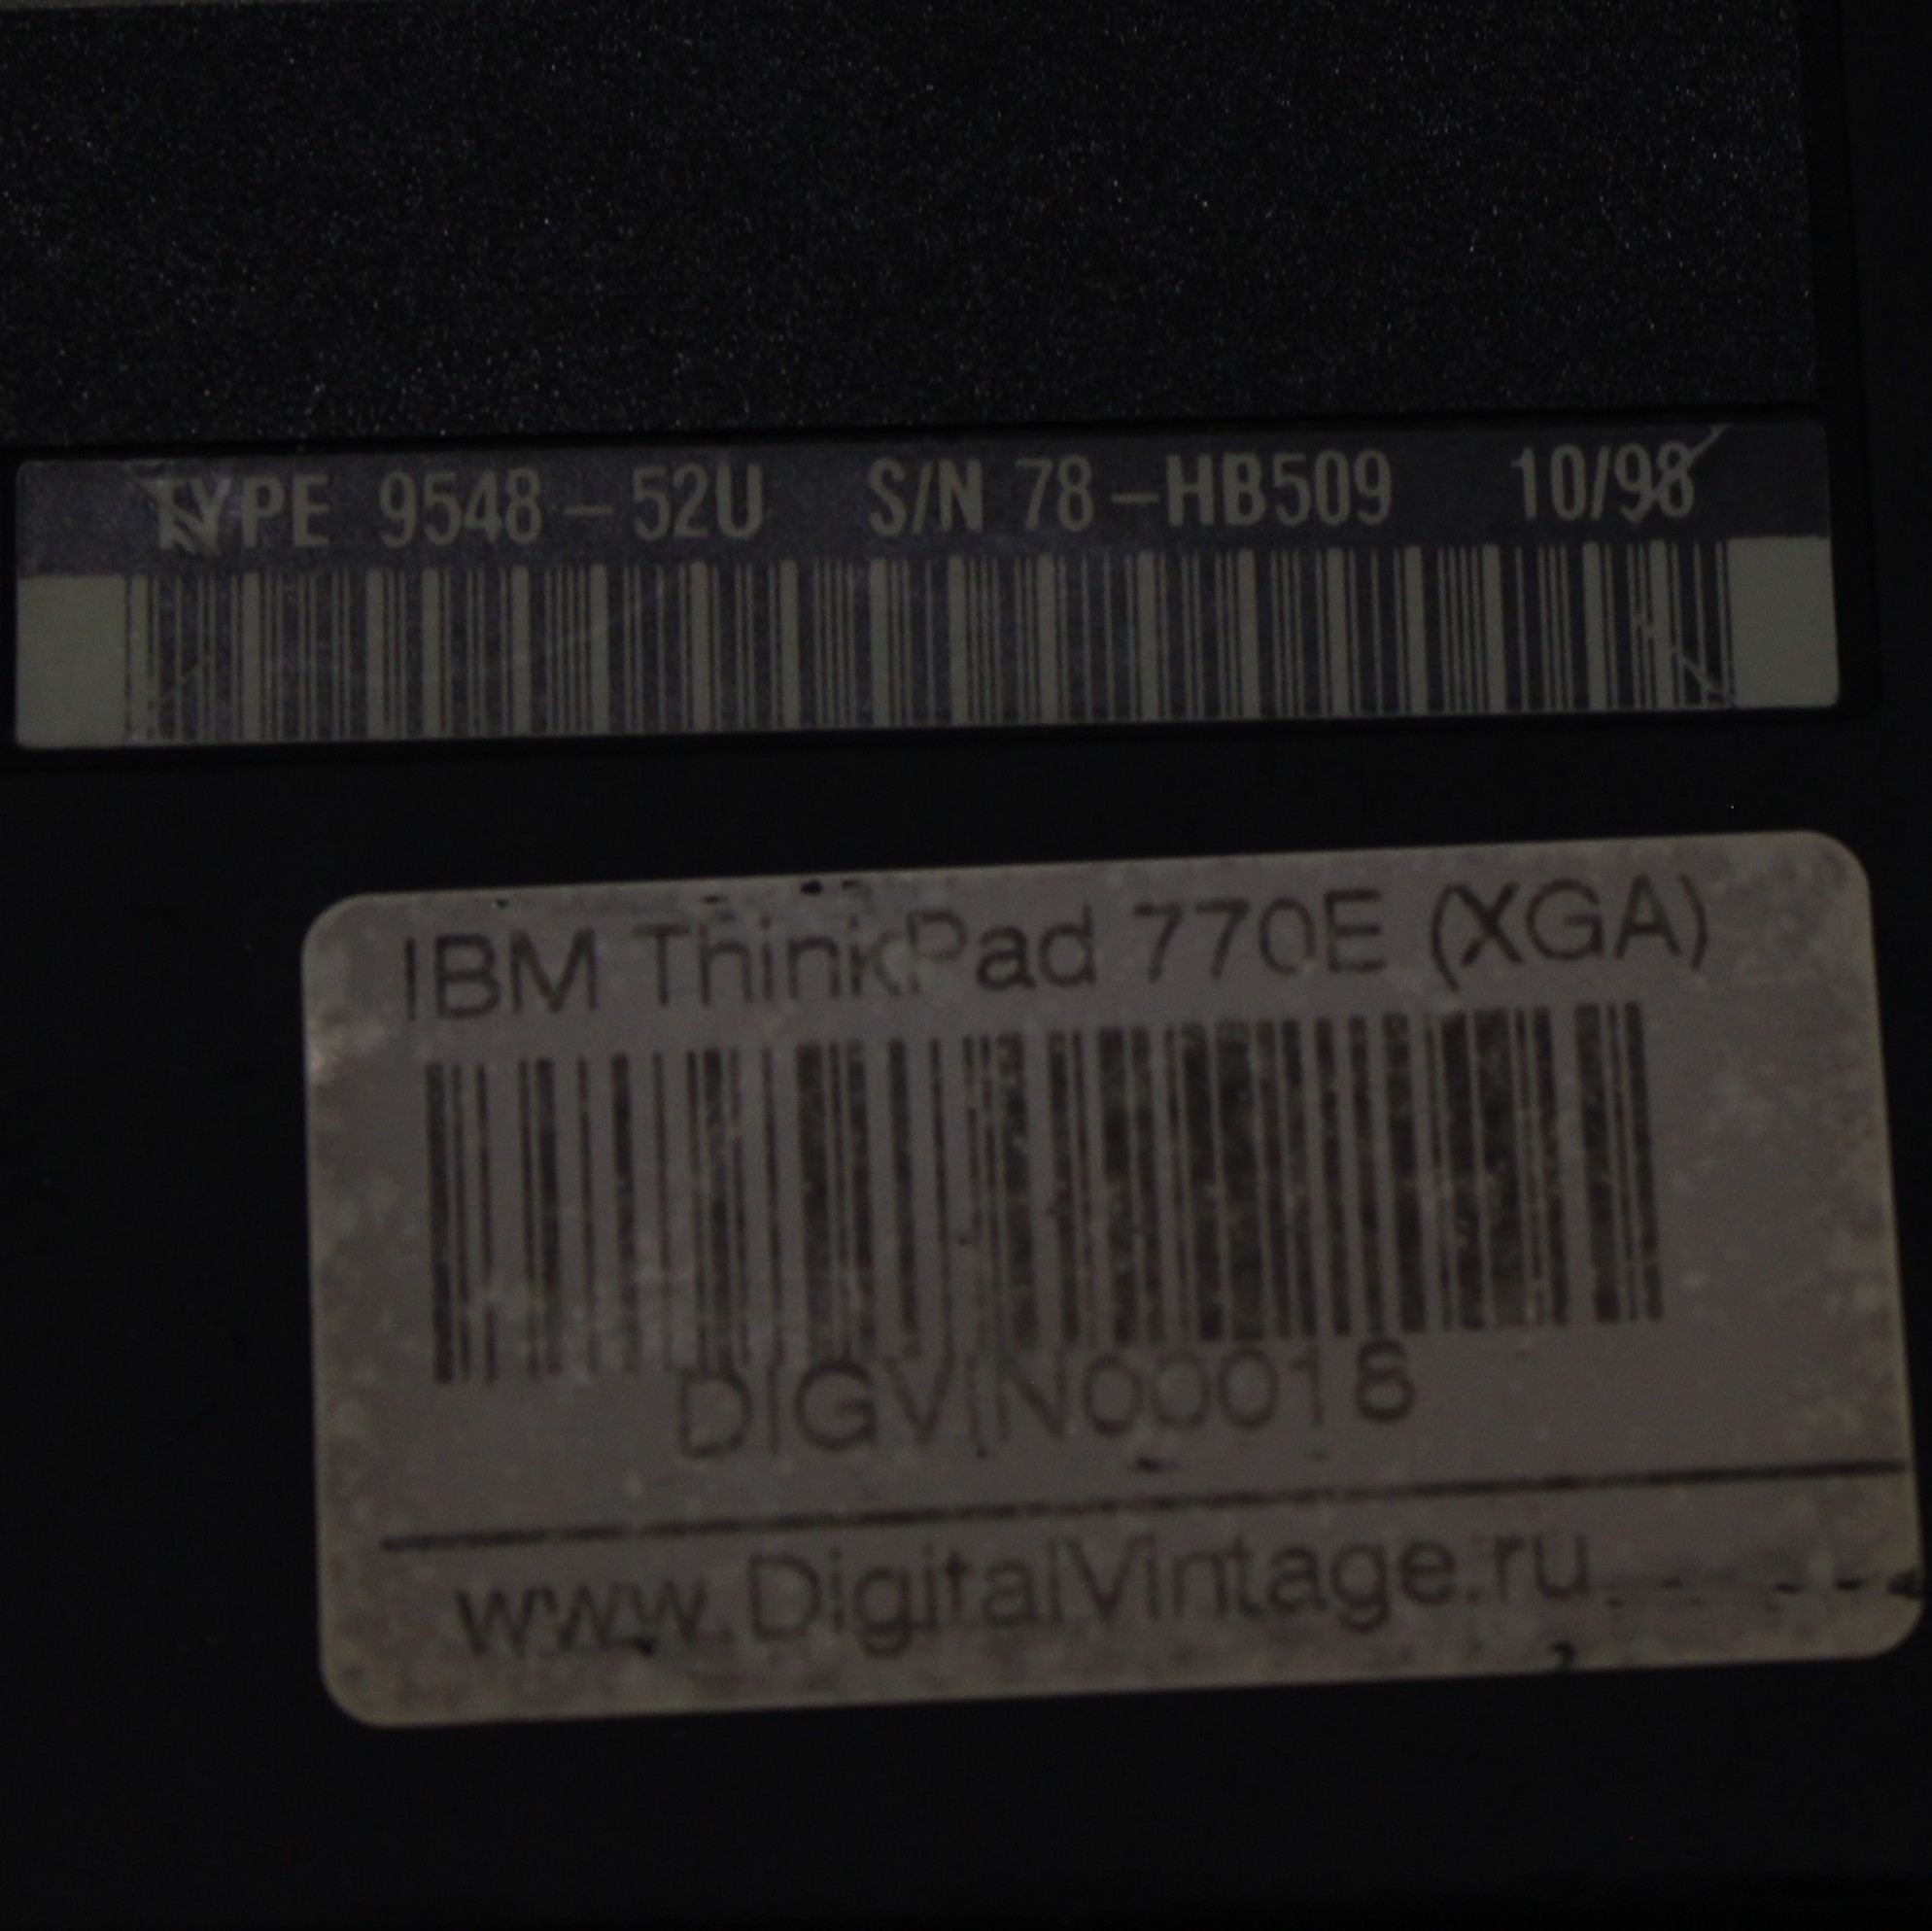 TYPE 9548-52U S/N 78-HB509 10/98
IBM ThinkPad 770E (XGA)
DIGVIN00018
www.DigitalVintage.ru